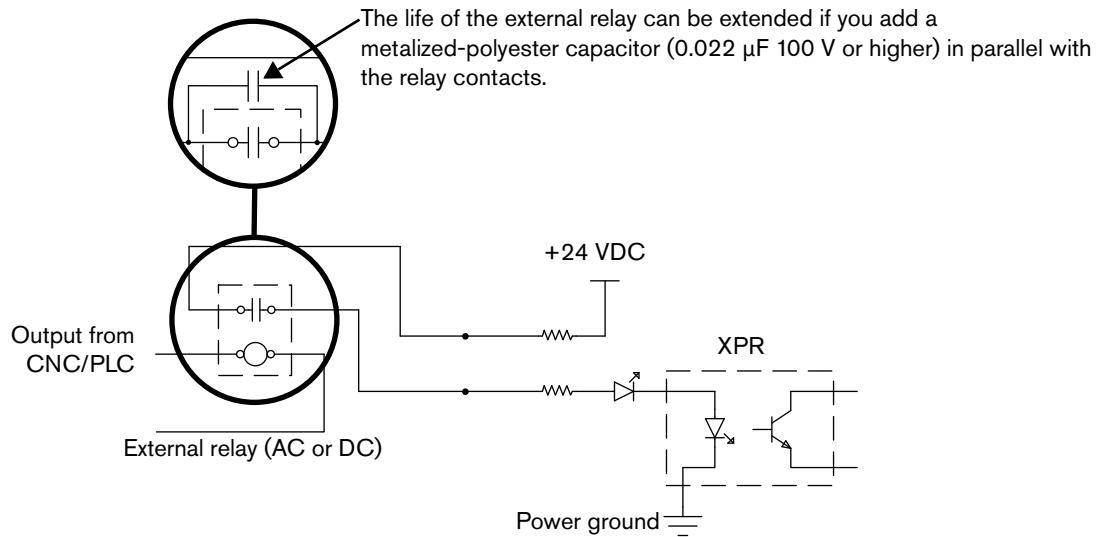 The life of the external relay can be extended if you add a
metalized-polyester capacitor (0.022 µF 100 V or higher) in parallel with
the relay contacts.
+24 VDC
Output from
CNC/PLC
XPR
External relay (AC or DC)
Power ground